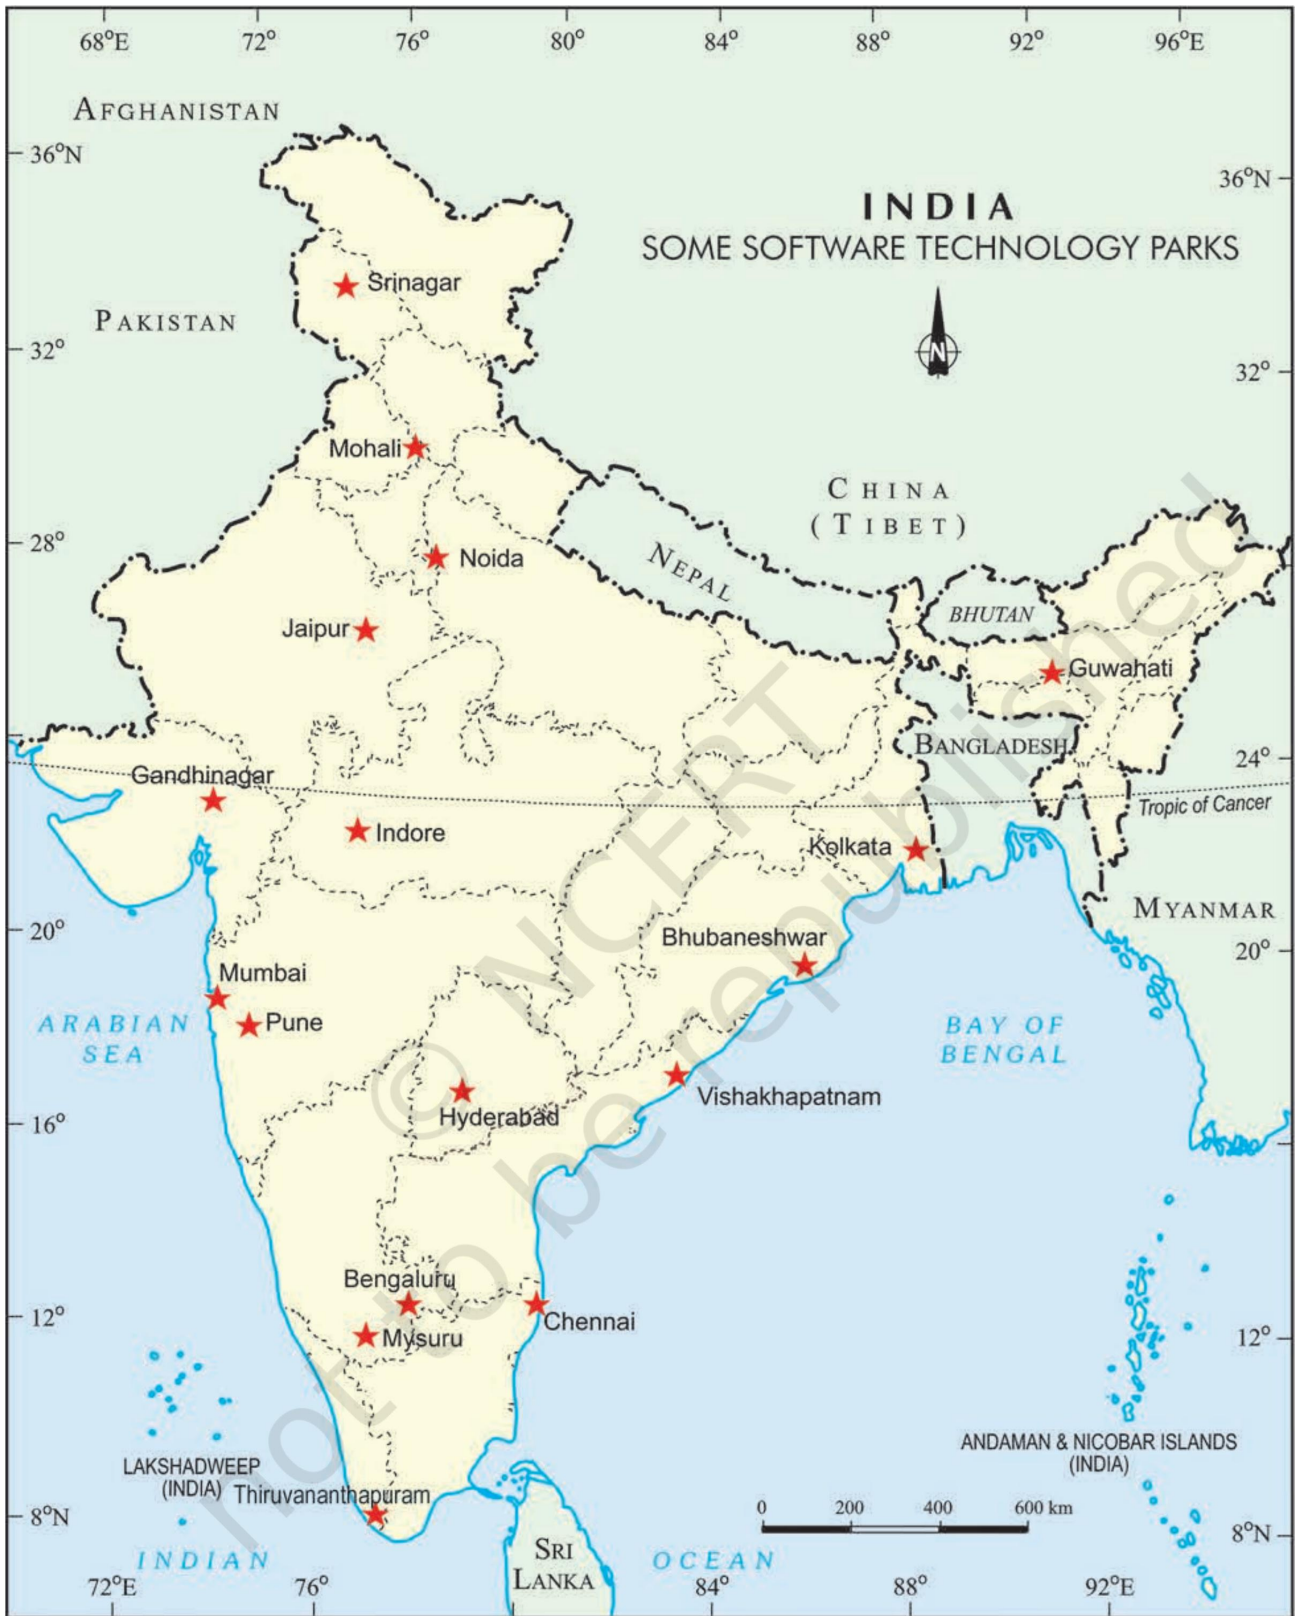 68°E 72° 76° 80° 84° 88° 92° 96°E
AFGHANISTAN
36°N
36°N
INDIA
SOME SOFTWARE TECHNOLOGY PARKS
Srinagar
PAKISTAN
N
32°
32°
Mohali
CHINA
(TIBET)
28°
Noida
NEPAL
BHUTAN
Jaipur
Guwahati
BANGLADESH
24°
Gandhinagar
Tropic of Cancer
Indore
Kolkata
MYANMAR
20°
Bhubaneshwar
20°
Mumbai
Pune
ARABIAN
SEA
BAY OF
BENGAL
Vishakhapatnam
Hyderabad
16°
Bengaluru
12°
Chennai
Mysuru
12°
ANDAMAN & NICOBAR ISLANDS
(INDIA)
LAKSHADWEEP
(INDIA)
Thiruvananthapuram
0 200 400 600 km
8°N
8°N
SRI
LANKA
INDIAN OCEAN
72°E 76° 84° 88° 92°E
© NCERT
not to be republished